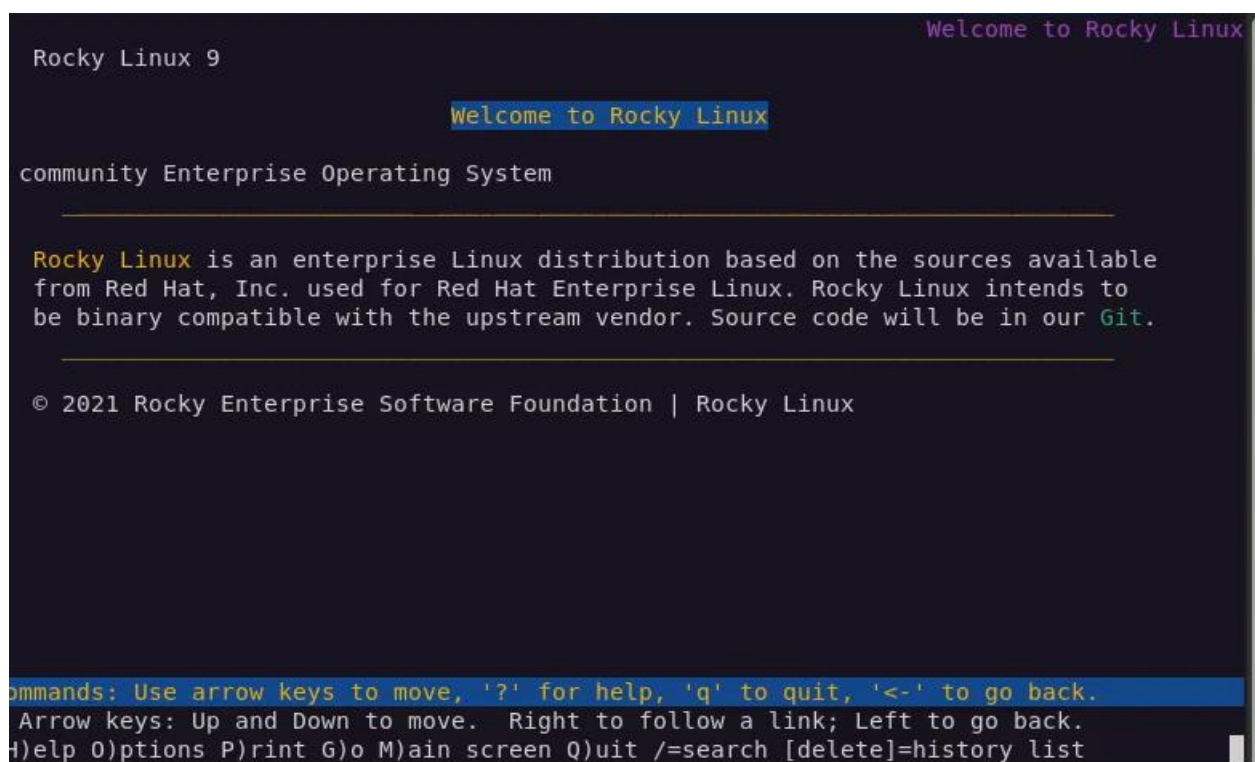 Welcome to Rocky Linux
Rocky Linux 9
Welcome to Rocky Linux
community Enterprise Operating System
Rocky Linux is an enterprise Linux distribution based on the sources available
from Red Hat, Inc. used for Red Hat Enterprise Linux. Rocky Linux intends to
be binary compatible with the upstream vendor. Source code will be in our Git.
© 2021 Rocky Enterprise Software Foundation | Rocky Linux
ommands: Use arrow keys to move, '?' for help, 'q' to quit, '<-' to go back.
Arrow keys: Up and Down to move. Right to follow a link; Left to go back.
H)elp O)ptions P)rint G)o M)ain screen Q)uit /=search [delete]=history list